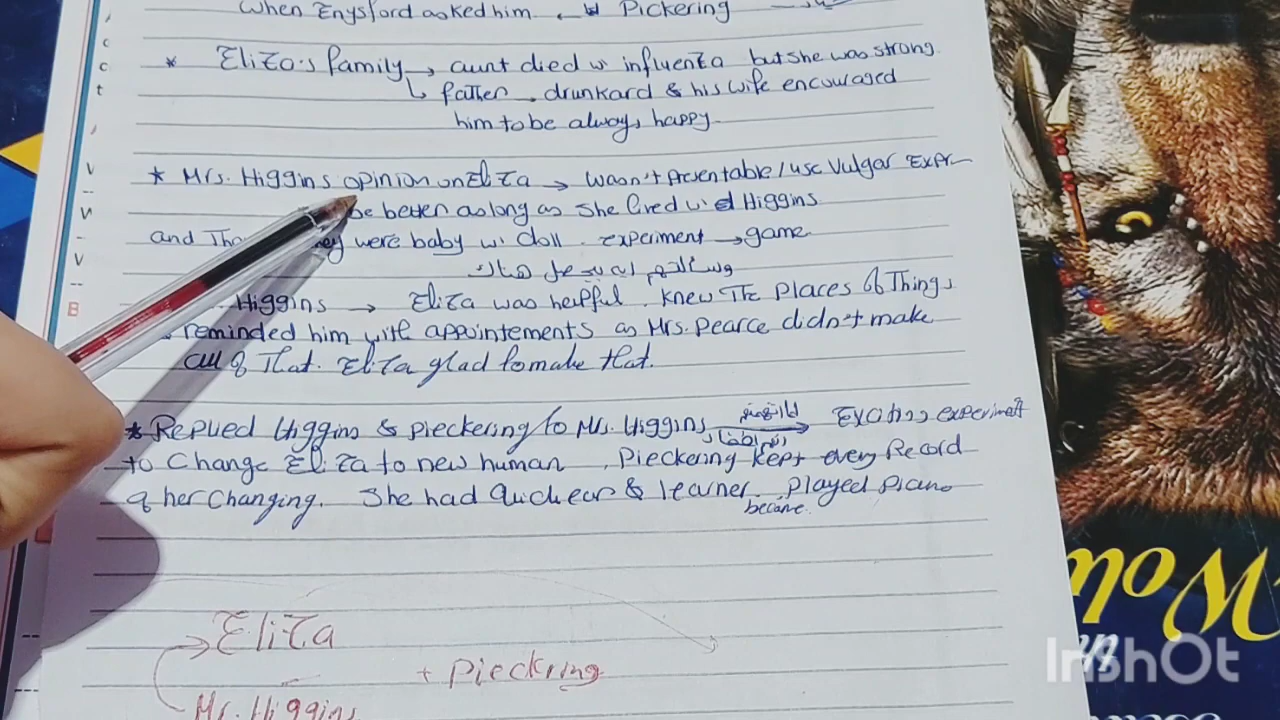 When Enysford asked him Pickering
* Eliza's family → aunt died w influenza but she was strong
↳ father drunkard & his wife encouraged
him to be always happy.
* Mrs. Higgins opinion on Eliza → wasn't presentable / use Vulgar Expr
be better as long as she lived w Higgins
and were baby w doll. experiment → game
Higgins → Eliza was helpful. Knew The Places of Things
reminded him with appointements as Mrs. Pearce didn't make
all of That. Eliza glad to make that.
* Replied Higgins & pieckering to Mrs. Higgins → experiment
to Change Eliza to new human, Pieckering kept every Record
of her changing. She had quick ear & learner. Played piano
became
Eliza
+ Pieckring
Mr. Higgins
Wol
InShOt